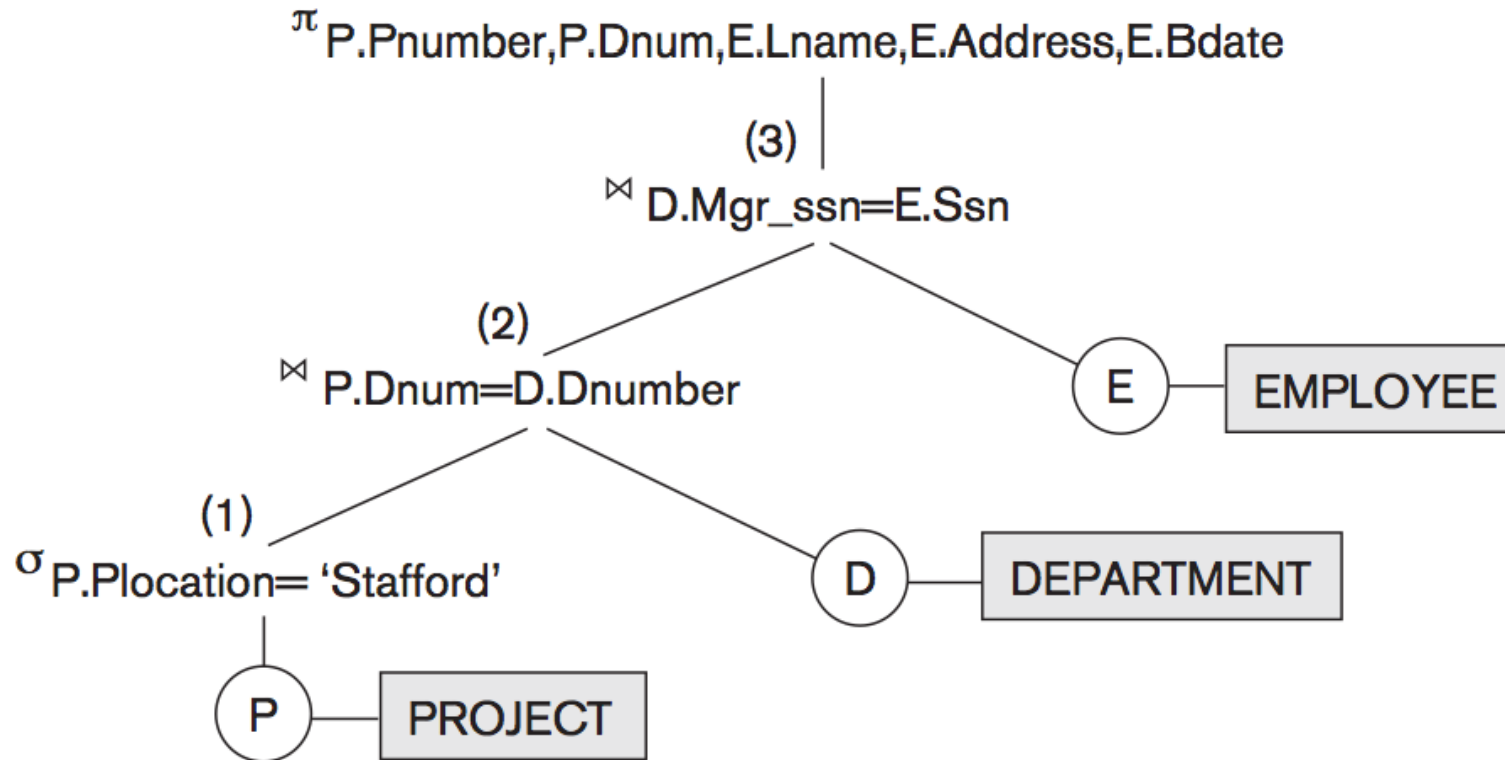 π P.Pnumber,P.Dnum,E.Lname,E.Address,E.Bdate
(3)
⋈ D.Mgr_ssn=E.Ssn
(2)
⋈ P.Dnum=D.Dnumber
E
EMPLOYEE
(1)
σ P.Plocation= ‘Stafford’
D
DEPARTMENT
P
PROJECT